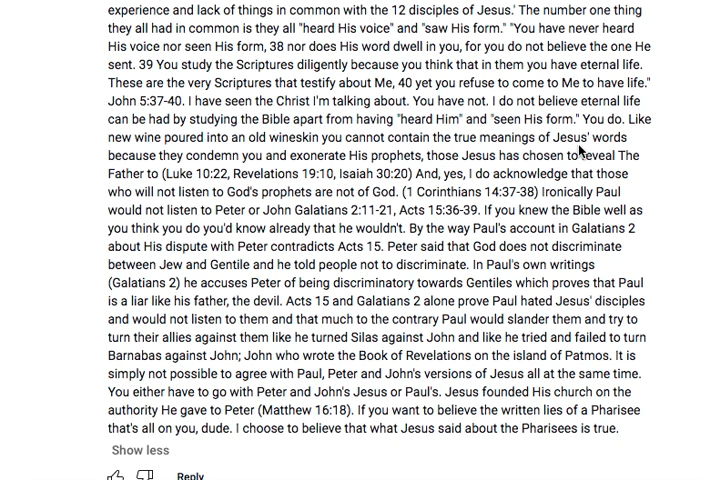 experience and lack of things in common with the 12 disciples of Jesus.' The number one thing
they all had in common is they all "heard His voice" and "saw His form." "You have never heard
His voice nor seen His form, 38 nor does His word dwell in you, for you do not believe the one He
sent. 39 You study the Scriptures diligently because you think that in them you have eternal life.
These are the very Scriptures that testify about Me, 40 yet you refuse to come to Me to have life."
John 5:37-40. I have seen the Christ I'm talking about. You have not. I do not believe eternal life
can be had by studying the Bible apart from having "heard Him" and "seen His form." You do. Like
new wine poured into an old wineskin you cannot contain the true meanings of Jesus' words
because they condemn you and exonerate His prophets, those Jesus has chosen to reveal The
Father to (Luke 10:22, Revelations 19:10, Isaiah 30:20) And, yes, I do acknowledge that those
who will not listen to God's prophets are not of God. (1 Corinthians 14:37-38) Ironically Paul
would not listen to Peter or John Galatians 2:11-21, Acts 15:36-39. If you knew the Bible well as
you think you do you'd know already that he wouldn't. By the way Paul's account in Galatians 2
about His dispute with Peter contradicts Acts 15. Peter said that God does not discriminate
between Jew and Gentile and he told people not to discriminate. In Paul's own writings
(Galatians 2) he accuses Peter of being discriminatory towards Gentiles which proves that Paul
is a liar like his father, the devil. Acts 15 and Galatians 2 alone prove Paul hated Jesus' disciples
and would not listen to them and that much to the contrary Paul would slander them and try to
turn their allies against them like he turned Silas against John and like he tried and failed to turn
Barnabas against John; John who wrote the Book of Revelations on the island of Patmos. It is
simply not possible to agree with Paul, Peter and John's versions of Jesus all at the same time.
You either have to go with Peter and John's Jesus or Paul's. Jesus founded His church on the
authority He gave to Peter (Matthew 16:18). If you want to believe the written lies of a Pharisee
that's all on you, dude. I choose to believe that what Jesus said about the Pharisees is true.
Show less
Reply